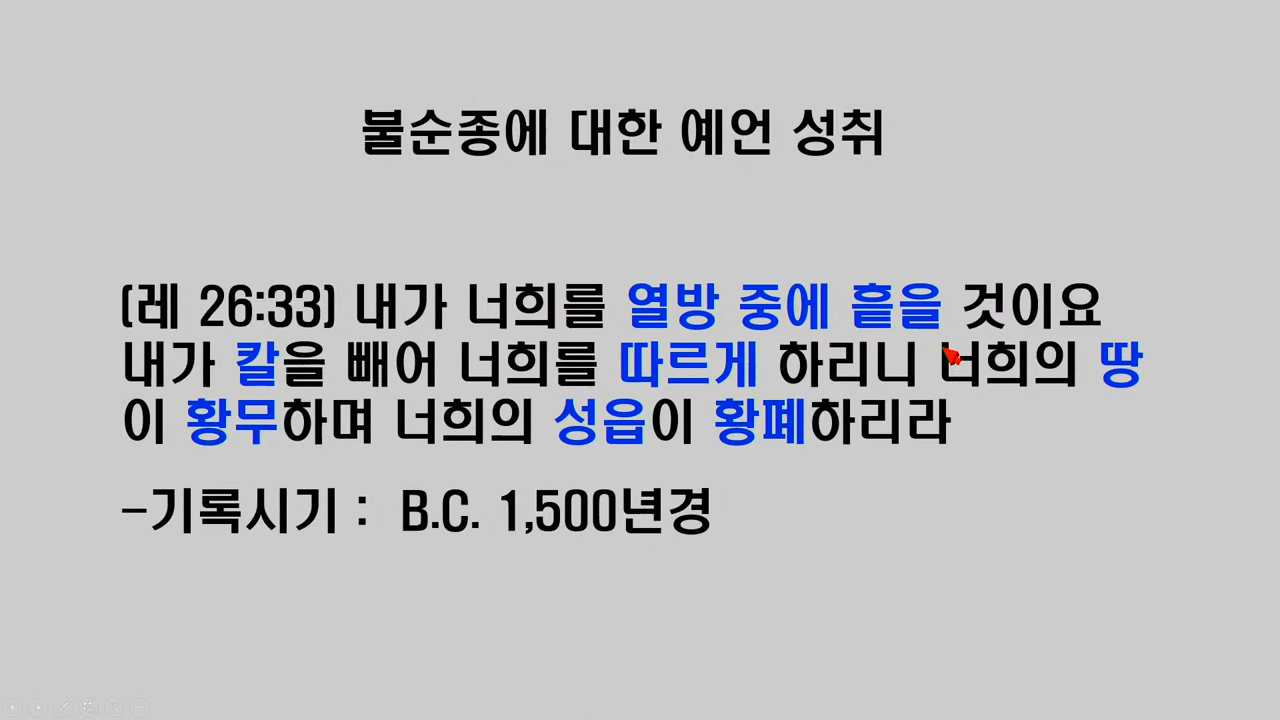 불순종에 대한 예언 성취
(레 26:33) 내가 너희를 열방 중에 흩을 것이요
내가 칼을 빼어 너희를 따르게 하리니 너희의 땅
이 황무하며 너희의 성읍이 황폐하리라
-기록시기 : B.C. 1,500년경